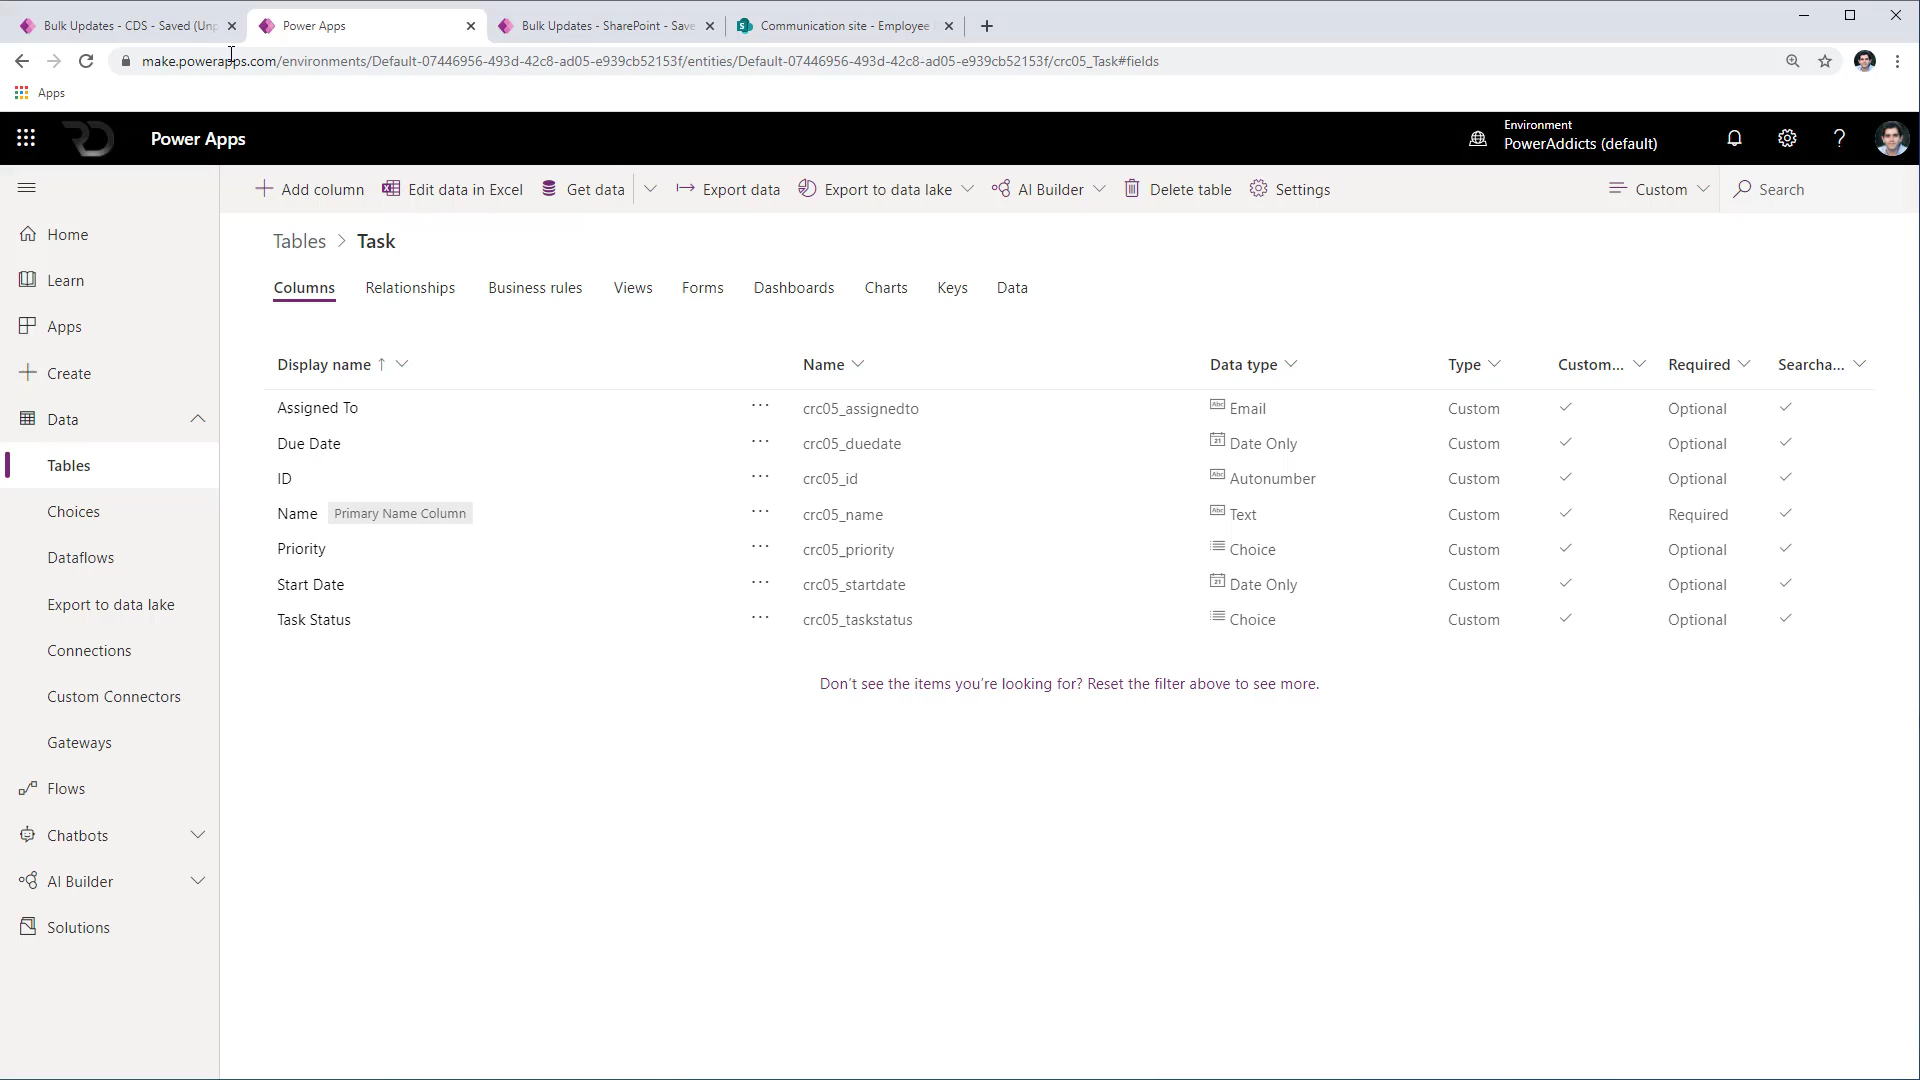 Bulk Updates - CDS - Saved (Unp
Power Apps
Bulk Updates - SharePoint - Save
Communication site - Employee
make.powerapps.com/environments/Default-07446956-493d-42c8-ad05-e939cb52153f/entities/Default-07446956-493d-42c8-ad05-e939cb52153f/crc05_Task#fields
Apps
Power Apps
Environment
PowerAddicts (default)
Add column
Edit data in Excel
Get data
Export data
Export to data lake
AI Builder
Delete table
Settings
Custom
Search
Home
Learn
Apps
Create
Data
Tables
Choices
Dataflows
Export to data lake
Connections
Custom Connectors
Gateways
Flows
Chatbots
AI Builder
Solutions
Tables > Task
Columns Relationships Business rules Views Forms Dashboards Charts Keys Data
Display name ↑ Name Data type Type Custom... Required Searcha...
Assigned To ... crc05_assignedto Email Custom Optional
Due Date ... crc05_duedate Date Only Custom Optional
ID ... crc05_id Autonumber Custom Optional
Name Primary Name Column ... crc05_name Text Custom Required
Priority ... crc05_priority Choice Custom Optional
Start Date ... crc05_startdate Date Only Custom Optional
Task Status ... crc05_taskstatus Choice Custom Optional
Don't see the items you're looking for? Reset the filter above to see more.